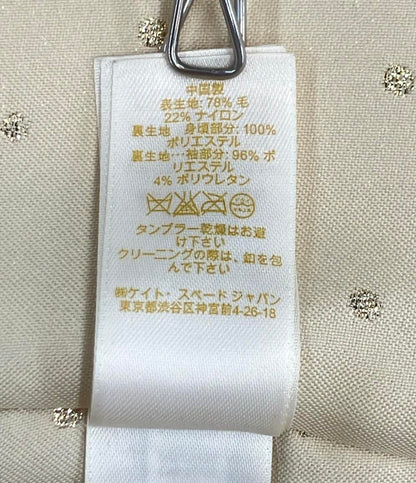 中国製
表生地: 78% 毛
22% ナイロン
裏生地 身頃部分: 100%
ポリエステル
裏生地…袖部分: 96% ポ
リエステル
4% ポリウレタン
タンブラー乾燥はお避
け下さい
クリーニングの際は、釦を包
んで下さい
㈱ケイト・スペード ジャパン
東京都渋谷区神宮前4-26-18